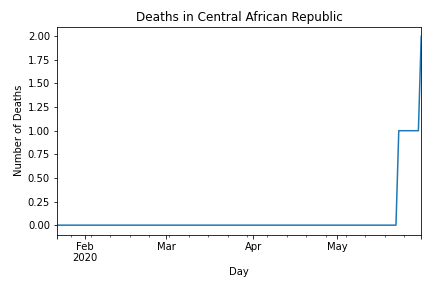 Deaths in Central African Republic
2.00
1.75
1.50
1.25
1.00
0.75
0.50
0.25
0.00
Number of Deaths
Feb
2020
Mar
Apr
May
Day